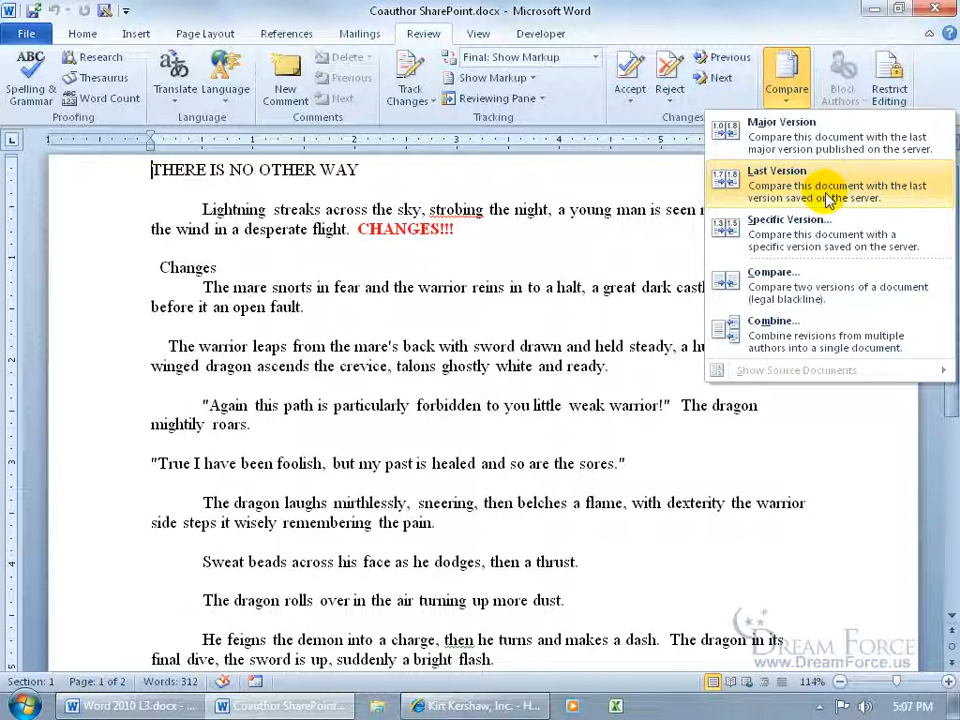 Coauthor SharePoint.docx - Microsoft Word
File Home Insert Page Layout References Mailings Review View Developer
ABC Spelling & Grammar
Research
Thesaurus
Word Count
Proofing
Translate Language
Language
New Comment
Delete
Previous
Next
Comments
Track Changes
Final: Show Markup
Show Markup
Reviewing Pane
Tracking
Accept Reject
Previous
Next
Changes
Compare
Block Authors
Restrict Editing
Major Version
Compare this document with the last
major version published on the server.
Last Version
Compare this document with the last
version saved on the server.
Specific Version...
Compare this document with a
specific version saved on the server.
Compare...
Compare two versions of a document
(legal blackline).
Combine...
Combine revisions from multiple
authors into a single document.
Show Source Documents
THERE IS NO OTHER WAY
Lightning streaks across the sky, strobing the night, a young man is seen
the wind in a desperate flight. CHANGES!!!
Changes
The mare snorts in fear and the warrior reins in to a halt, a great dark
before it an open fault.
The warrior leaps from the mare's back with sword drawn and held steady, a
winged dragon ascends the crevice, talons ghostly white and ready.
"Again this path is particularly forbidden to you little weak warrior!" The dragon
mightily roars.
"True I have been foolish, but my past is healed and so are the sores."
The dragon laughs mirthlessly, sneering, then belches a flame, with dexterity the warrior
side steps it wisely remembering the pain.
Sweat beads across his face as he dodges, then a thrust.
The dragon rolls over in the air turning up more dust.
He feigns the demon into a charge, then he turns and makes a dash. The dragon in its
final dive, the sword is up, suddenly a bright flash.
DREAM FORCE
www.DreamForce.us
Section: 1 Page: 1 of 2 Words: 312 114%
Word 2010 L3.docx - ... Coauthor SharePoint.... Kirt Kershaw, Inc. - H... 5:07 PM